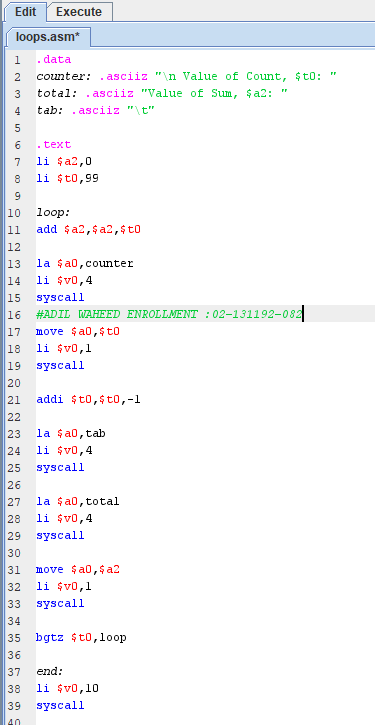 Edit Execute
loops.asm*
1 .data
2 counter: .asciiz "\n Value of Count, $t0: "
3 total: .asciiz "Value of Sum, $a2: "
4 tab: .asciiz "\t"
5
6 .text
7 li $a2,0
8 li $t0,99
9
10 loop:
11 add $a2,$a2,$t0
12
13 la $a0,counter
14 li $v0,4
15 syscall
16 #ADIL WAHEED ENROLLMENT :02-131192-082
17 move $a0,$t0
18 li $v0,1
19 syscall
20
21 addi $t0,$t0,-1
22
23 la $a0,tab
24 li $v0,4
25 syscall
26
27 la $a0,total
28 li $v0,4
29 syscall
30
31 move $a0,$a2
32 li $v0,1
33 syscall
34
35 bgtz $t0,loop
36
37 end:
38 li $v0,10
39 syscall
40